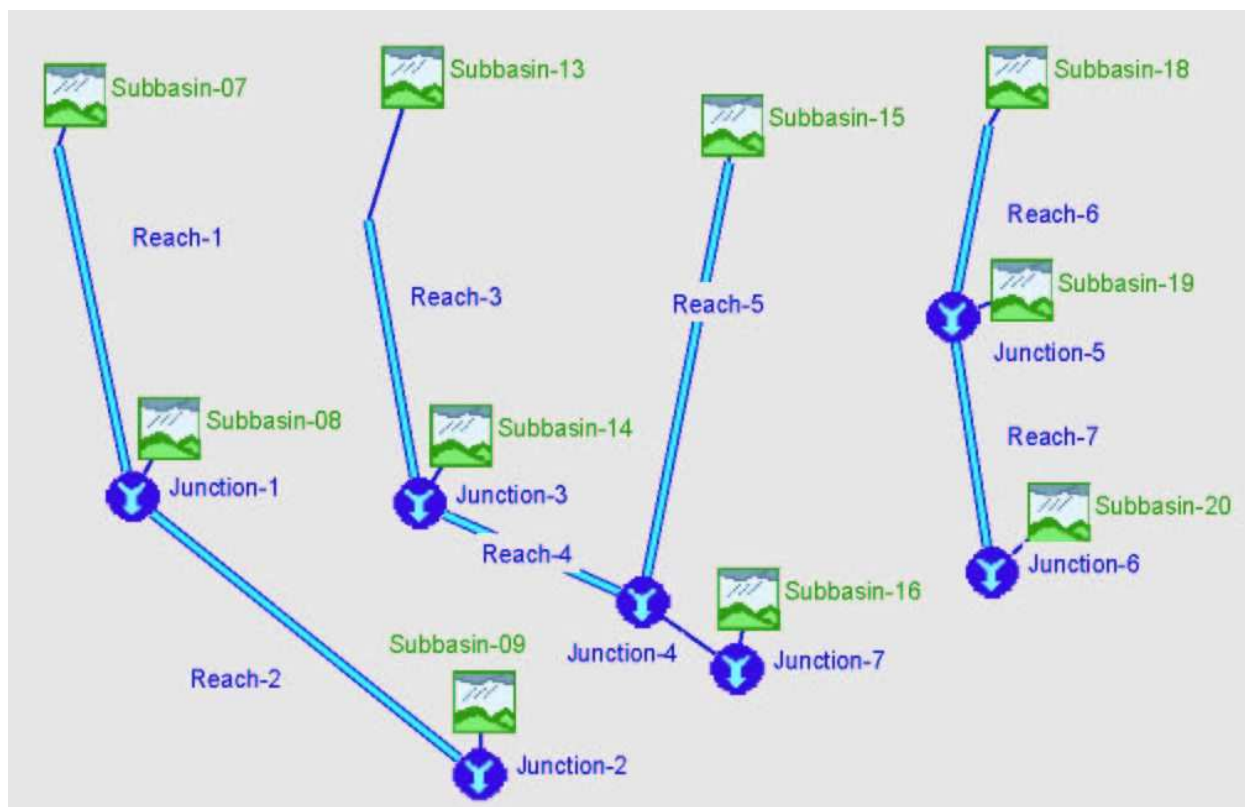 Subbasin-07
Subbasin-13
Subbasin-15
Subbasin-18
Reach-1
Reach-3
Reach-5
Reach-6
Subbasin-19
Junction-5
Subbasin-08
Subbasin-14
Reach-7
Junction-1
Junction-3
Subbasin-20
Reach-4
Junction-6
Subbasin-16
Subbasin-09
Junction-4
Junction-7
Reach-2
Junction-2